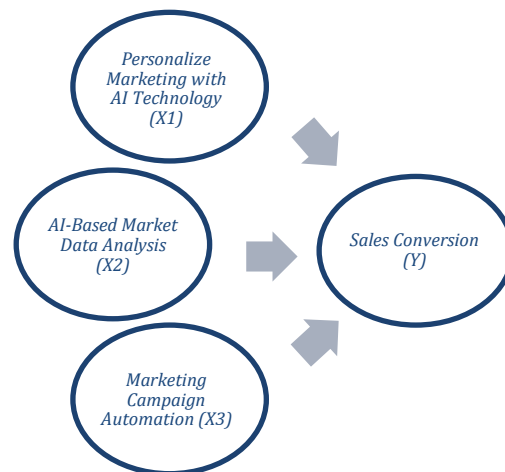 Personalize
Marketing with
AI Technology
(X1)
AI-Based Market
Data Analysis
(X2)
Sales Conversion
(Y)
Marketing
Campaign
Automation (X3)